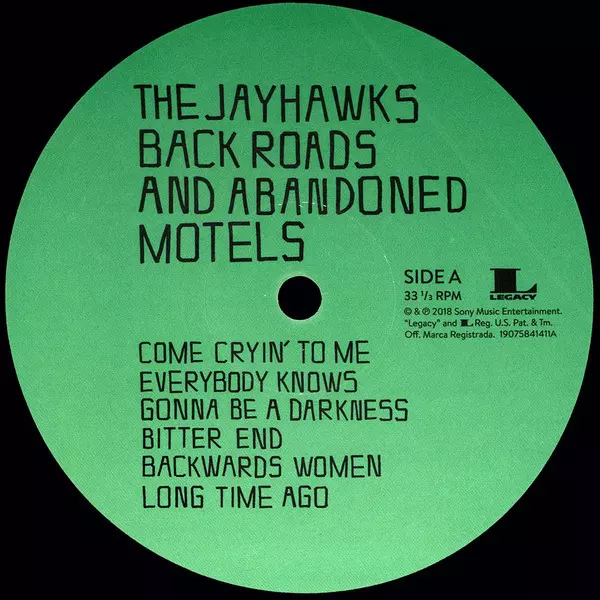 THE JAYHAWKS
BACK ROADS
AND ABANDONED
MOTELS
SIDE A
33 1/3 RPM
L
LEGACY
© & ℗ 2018 Sony Music Entertainment.
"Legacy" and L Reg. U.S. Pat. & Tm.
Off. Marca Registrada. 19075841411A
COME CRYIN' TO ME
EVERYBODY KNOWS
GONNA BE A DARKNESS
BITTER END
BACKWARDS WOMEN
LONG TIME AGO